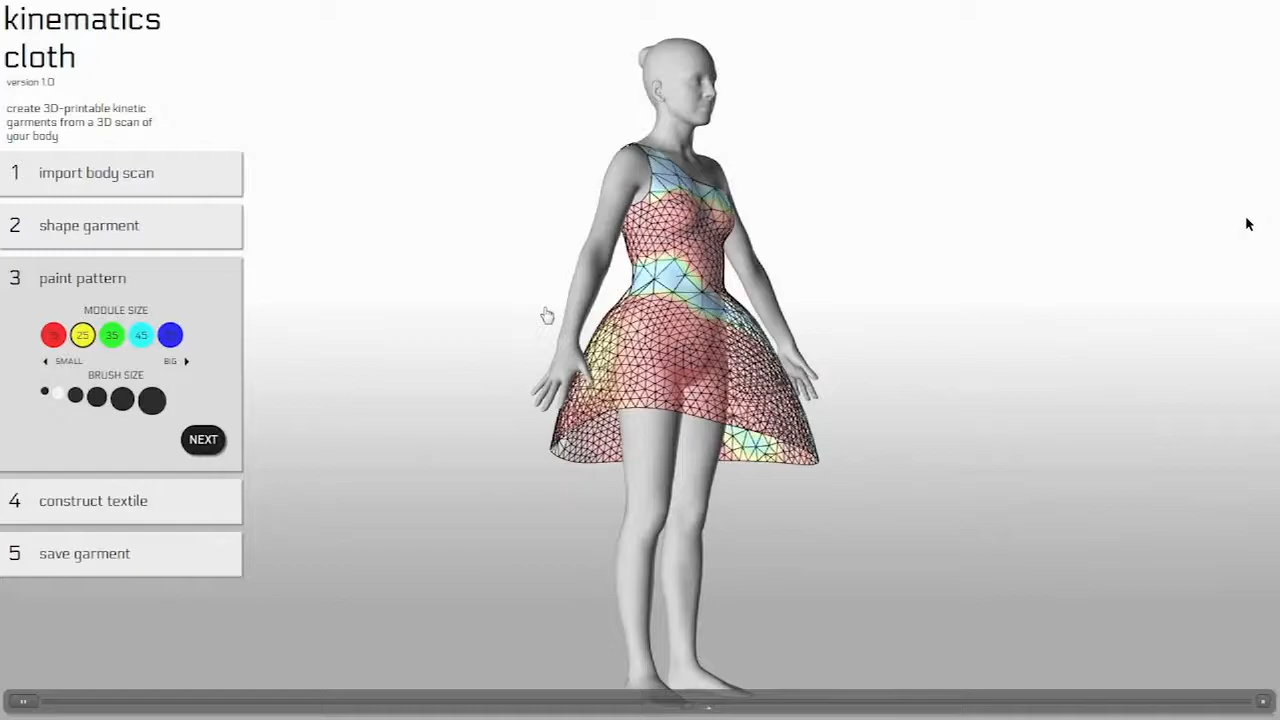 kinematics
cloth
version 1.0
create 3D-printable kinetic
garments from a 3D scan of
your body
1 import body scan
2 shape garment
3 paint pattern
MODULE SIZE
25 35 45
SMALL BIG
BRUSH SIZE
NEXT
4 construct textile
5 save garment